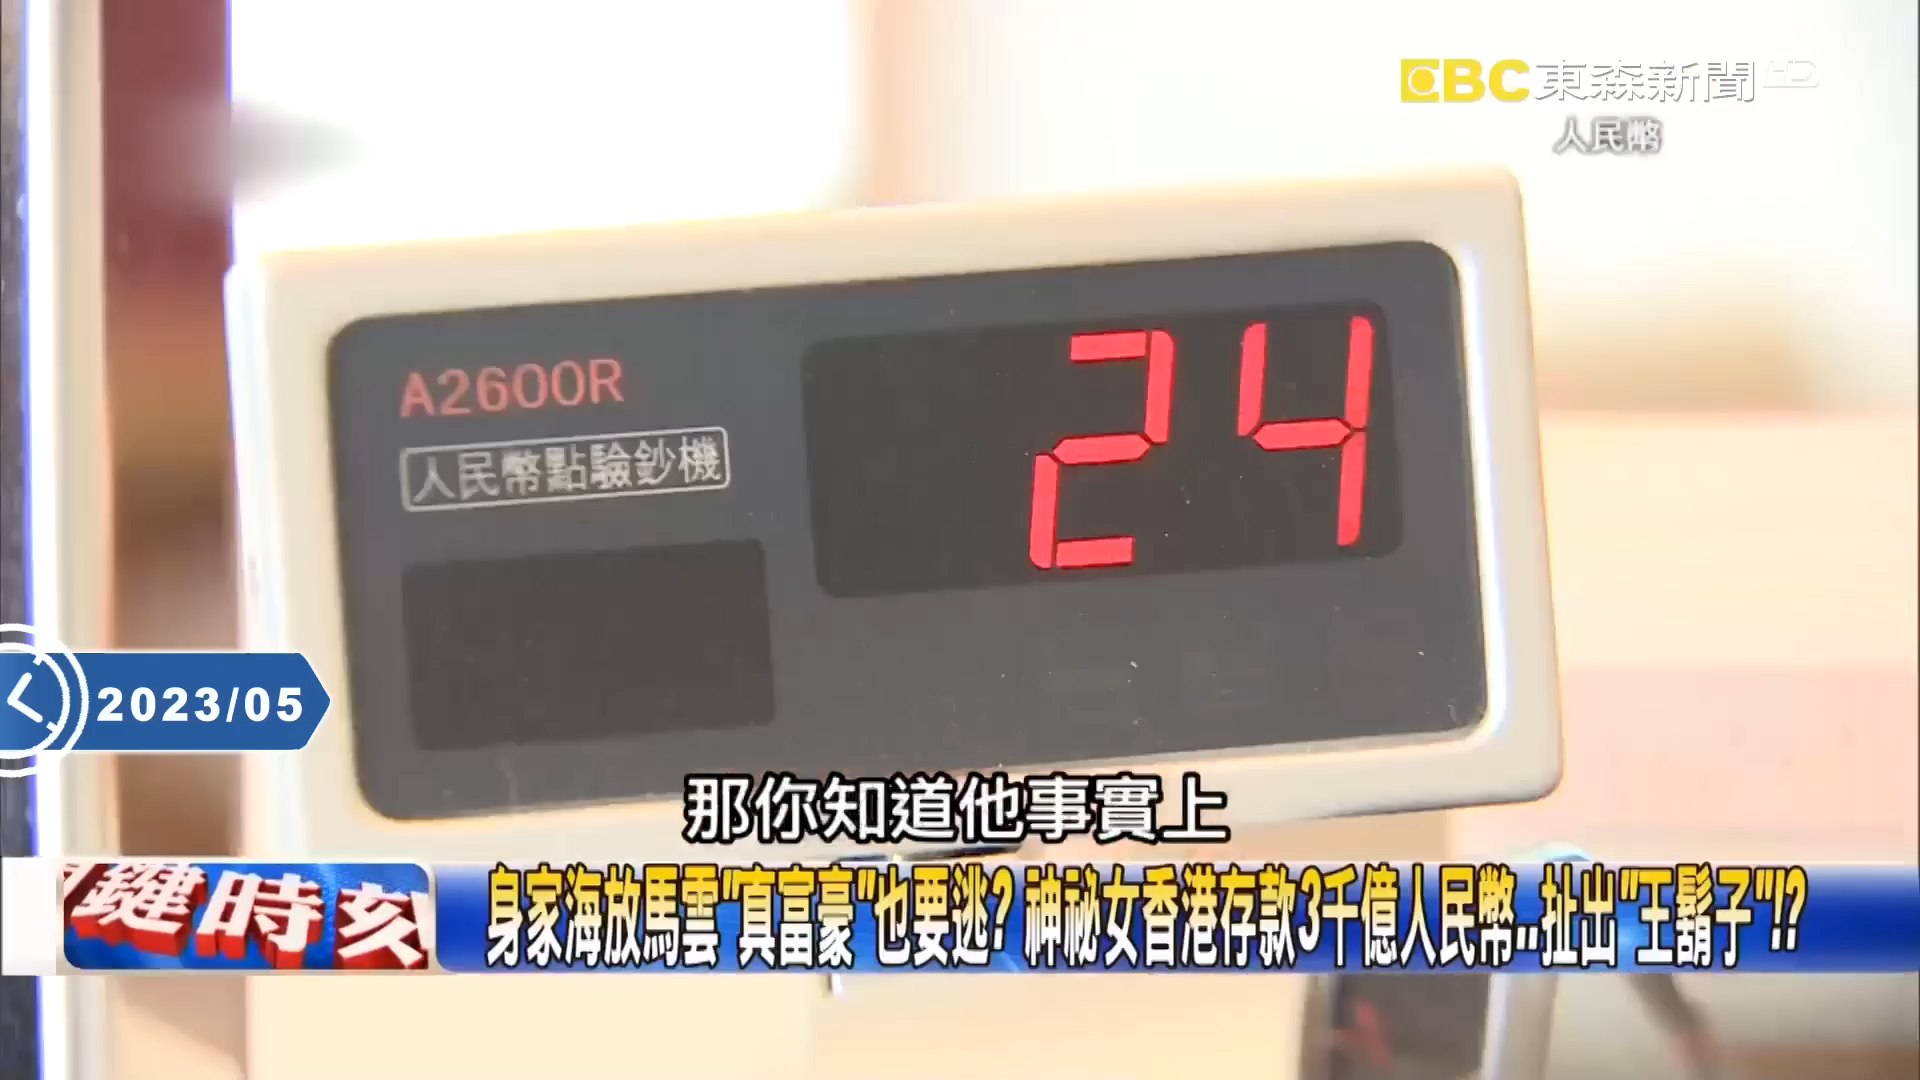 EBC東森新聞HD
人民幣
A2600R
24
人民幣點驗鈔機
2023/05
那你知道他事實上
鍵時刻
身家海放馬雲"真富豪"也要逃? 神祕女香港存款3千億人民幣..扯出"王鬍子"!?